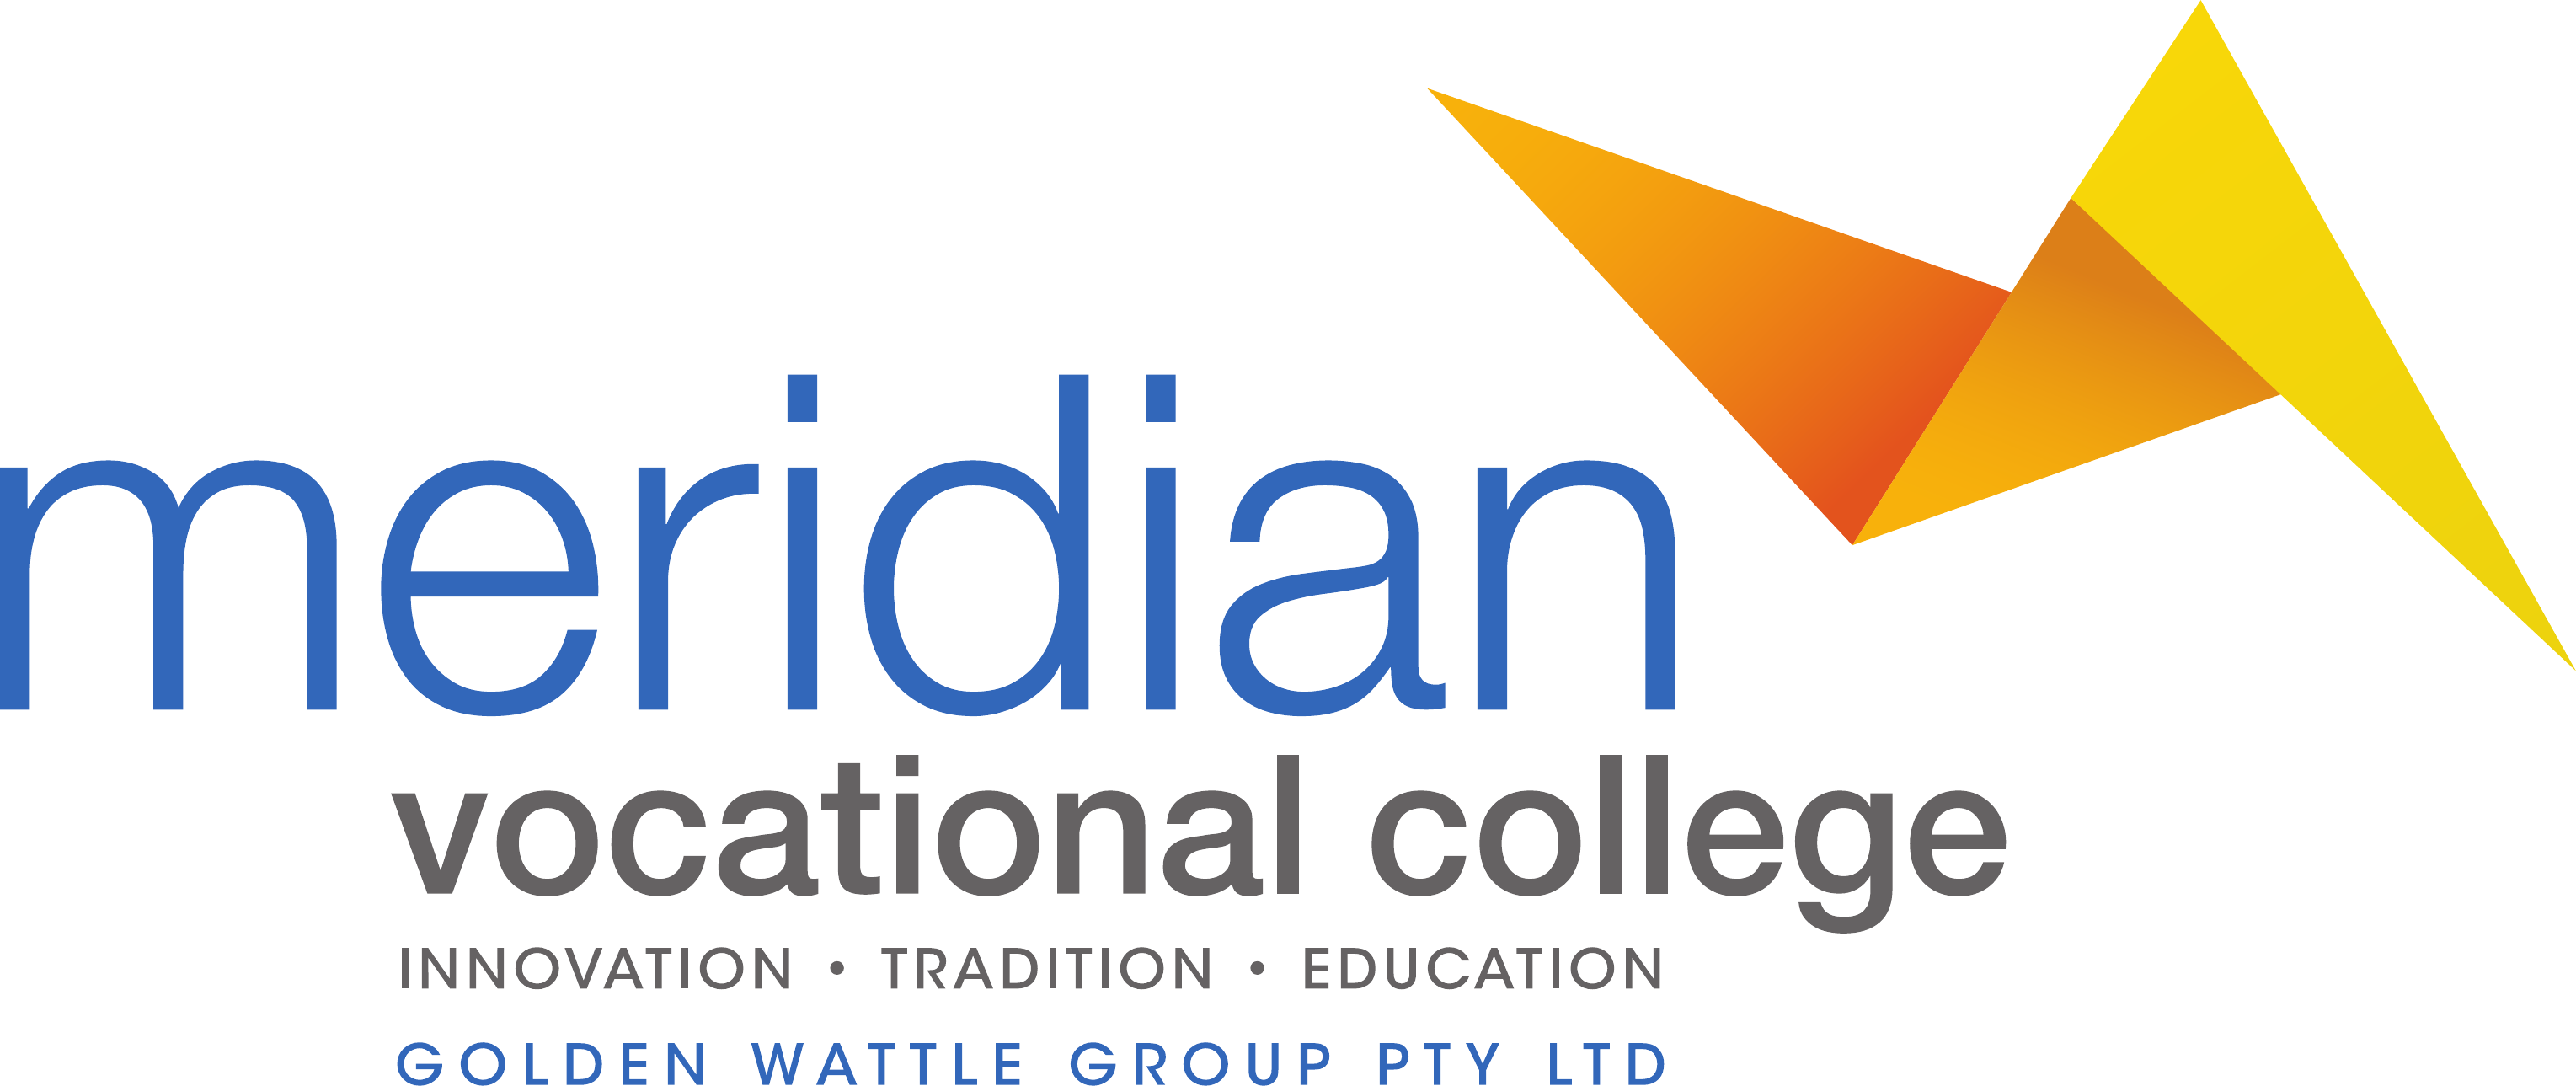 meridian
vocational college
INNOVATION • TRADITION • EDUCATION
GOLDEN WATTLE GROUP PTY LTD